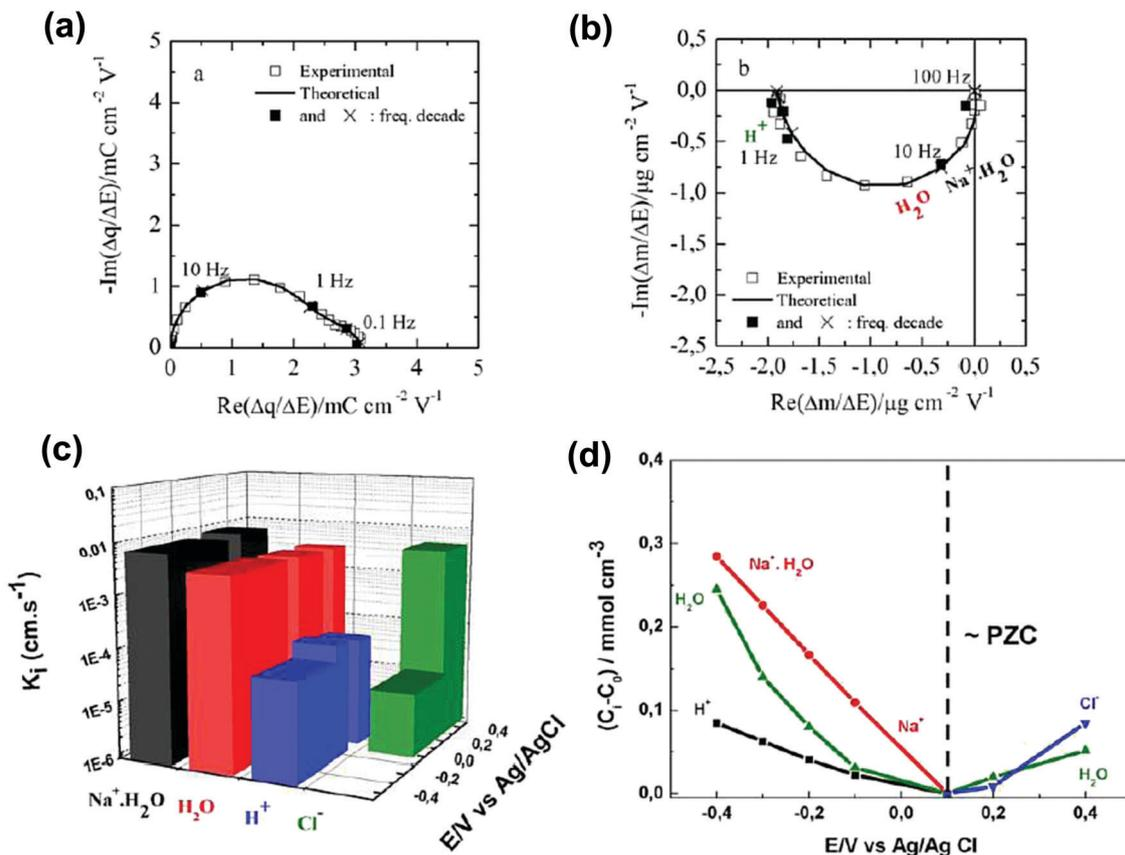 (a)
5
4
3
2
1
0
-Im(Δq/ΔE)/mC cm⁻² V⁻¹
a
Experimental
Theoretical
and × : freq. decade
10 Hz
1 Hz
0.1 Hz
0 1 2 3 4 5
Re(Δq/ΔE)/mC cm⁻² V⁻¹
(b)
0,5
0,0
-0,5
-1,0
-1,5
-2,0
-2,5
-Im(Δm/ΔE)/μg cm⁻² V⁻¹
b
100 Hz
H⁺
1 Hz
10 Hz
H₂O
Na⁺.H₂O
Experimental
Theoretical
and × : freq. decade
-2,5 -2,0 -1,5 -1,0 -0,5 0,0 0,5
Re(Δm/ΔE)/μg cm⁻² V⁻¹
(c)
0,1
0,01
1E-3
1E-4
1E-5
1E-6
Kᵢ (cm.s⁻¹)
Na⁺.H₂O
H₂O
H⁺
Cl⁻
0,4
0,2
0,0
-0,2
-0,4
E/V vs Ag/AgCl
(d)
0,4
0,3
0,2
0,1
0,0
(Cᵢ-C₀) / mmol cm⁻³
Na⁺. H₂O
H₂O
H⁺
Na⁺
~ PZC
Cl⁻
H₂O
-0,4 -0,2 0,0 0,2 0,4
E/V vs Ag/Ag Cl